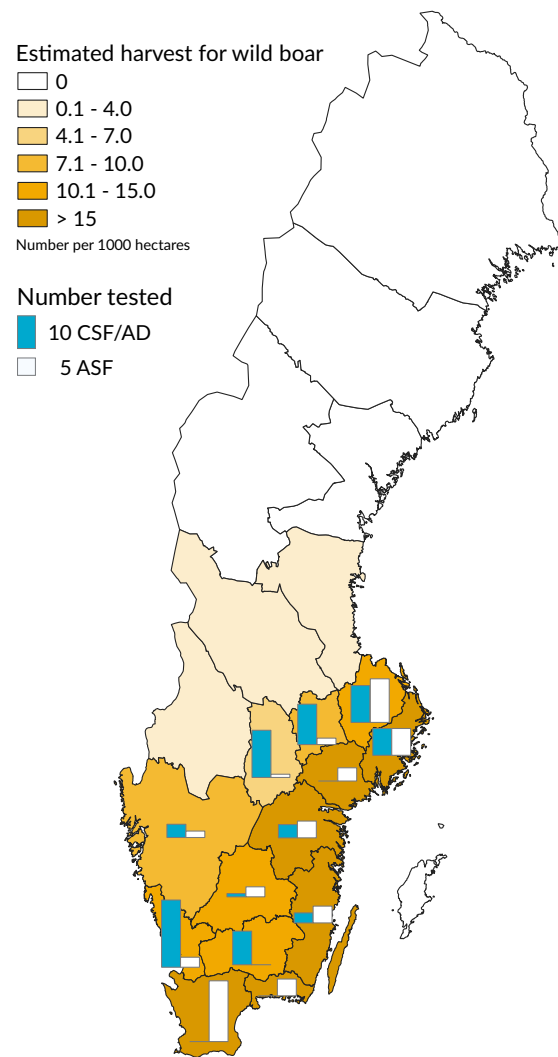 Estimated harvest for wild boar
0
0.1 - 4.0
4.1 - 7.0
7.1 - 10.0
10.1 - 15.0
> 15
Number per 1000 hectares
Number tested
10 CSF/AD
5 ASF